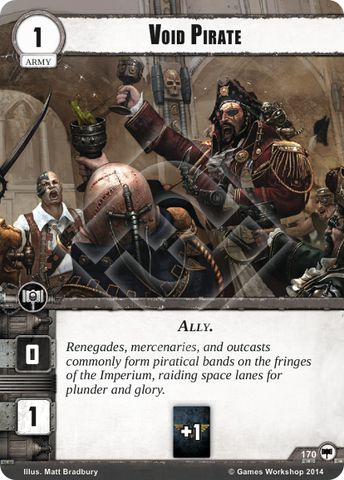 1
ARMY
Void Pirate
Ally.
Renegades, mercenaries, and outcasts
commonly form piratical bands on the fringes
of the Imperium, raiding space lanes for
plunder and glory.
0
1
+1
170
Illus. Matt Bradbury
© Games Workshop 2014